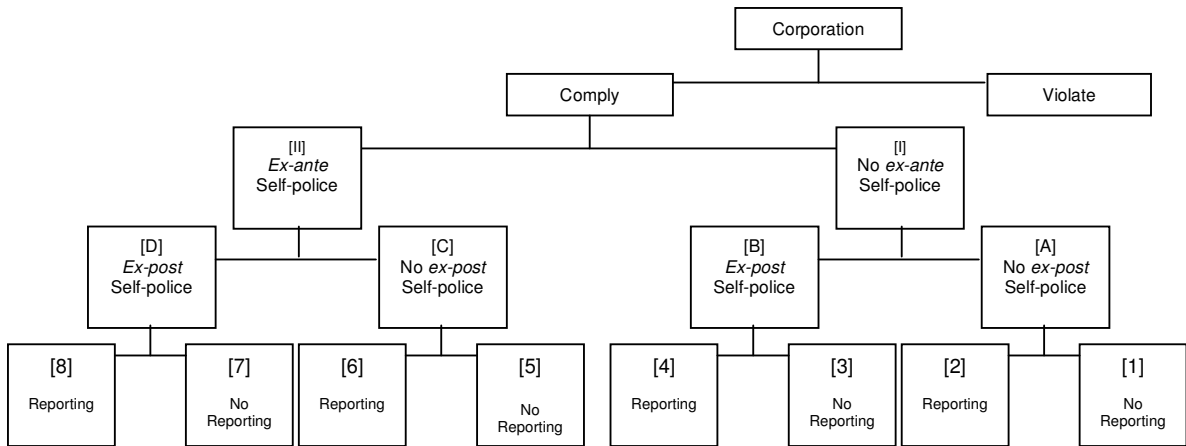 Corporation
Comply
Violate
[II]
Ex-ante
Self-police
[I]
No ex-ante
Self-police
[D]
Ex-post
Self-police
[C]
No ex-post
Self-police
[B]
Ex-post
Self-police
[A]
No ex-post
Self-police
[8]
Reporting
[7]
No
Reporting
[6]
Reporting
[5]
No
Reporting
[4]
Reporting
[3]
No
Reporting
[2]
Reporting
[1]
No
Reporting